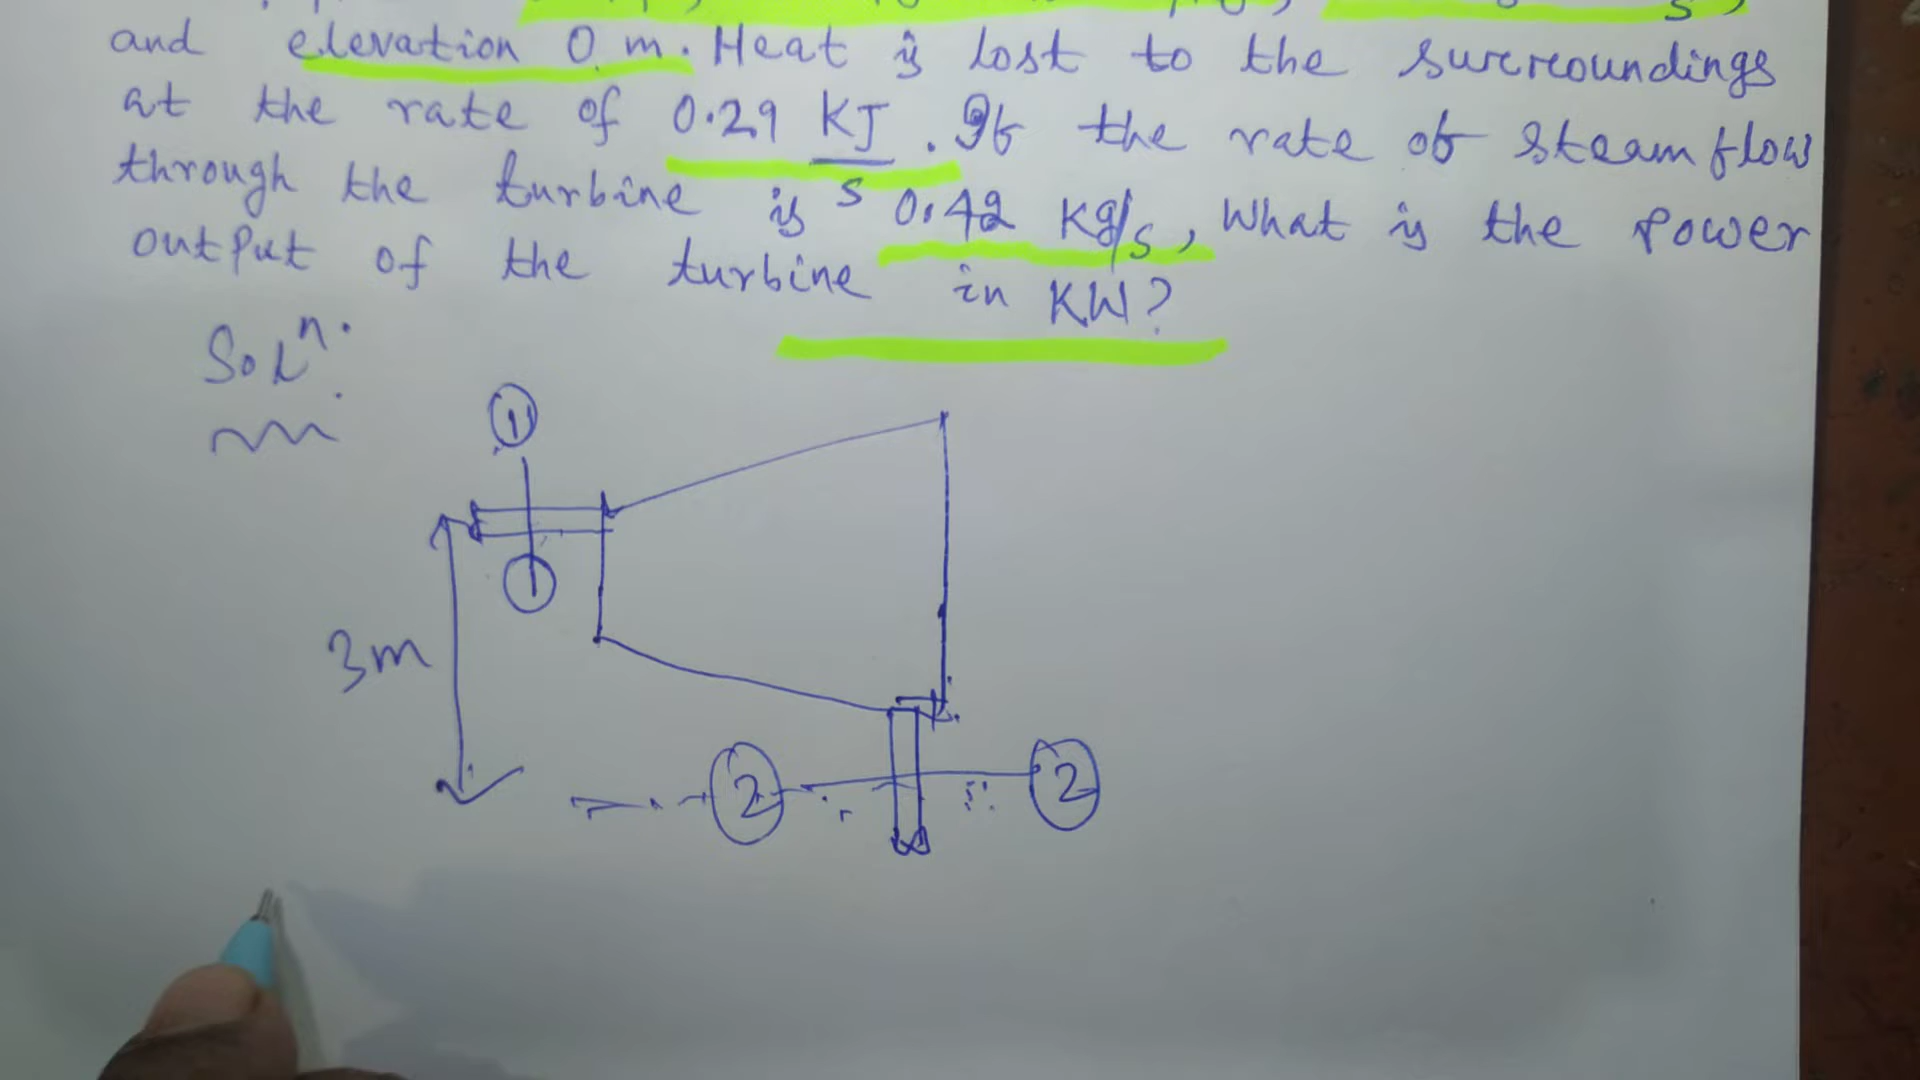 and elevation 0 m. Heat is lost to the surroundings
at the rate of 0.29 KJ/s. If the rate of steam flow
through the turbine is 0.42 Kg/s, What is the power
output of the turbine in KW?
Solⁿ.
1
1
3m
2
2